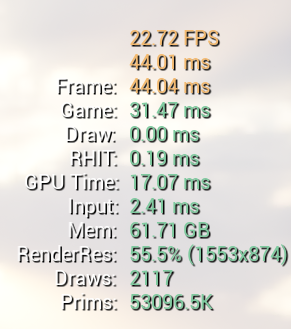 22.72 FPS
44.01 ms
Frame: 44.04 ms
Game: 31.47 ms
Draw: 0.00 ms
RHIT: 0.19 ms
GPU Time: 17.07 ms
Input: 2.41 ms
Mem: 61.71 GB
RenderRes: 55.5% (1553x874)
Draws: 2117
Prims: 53096.5K